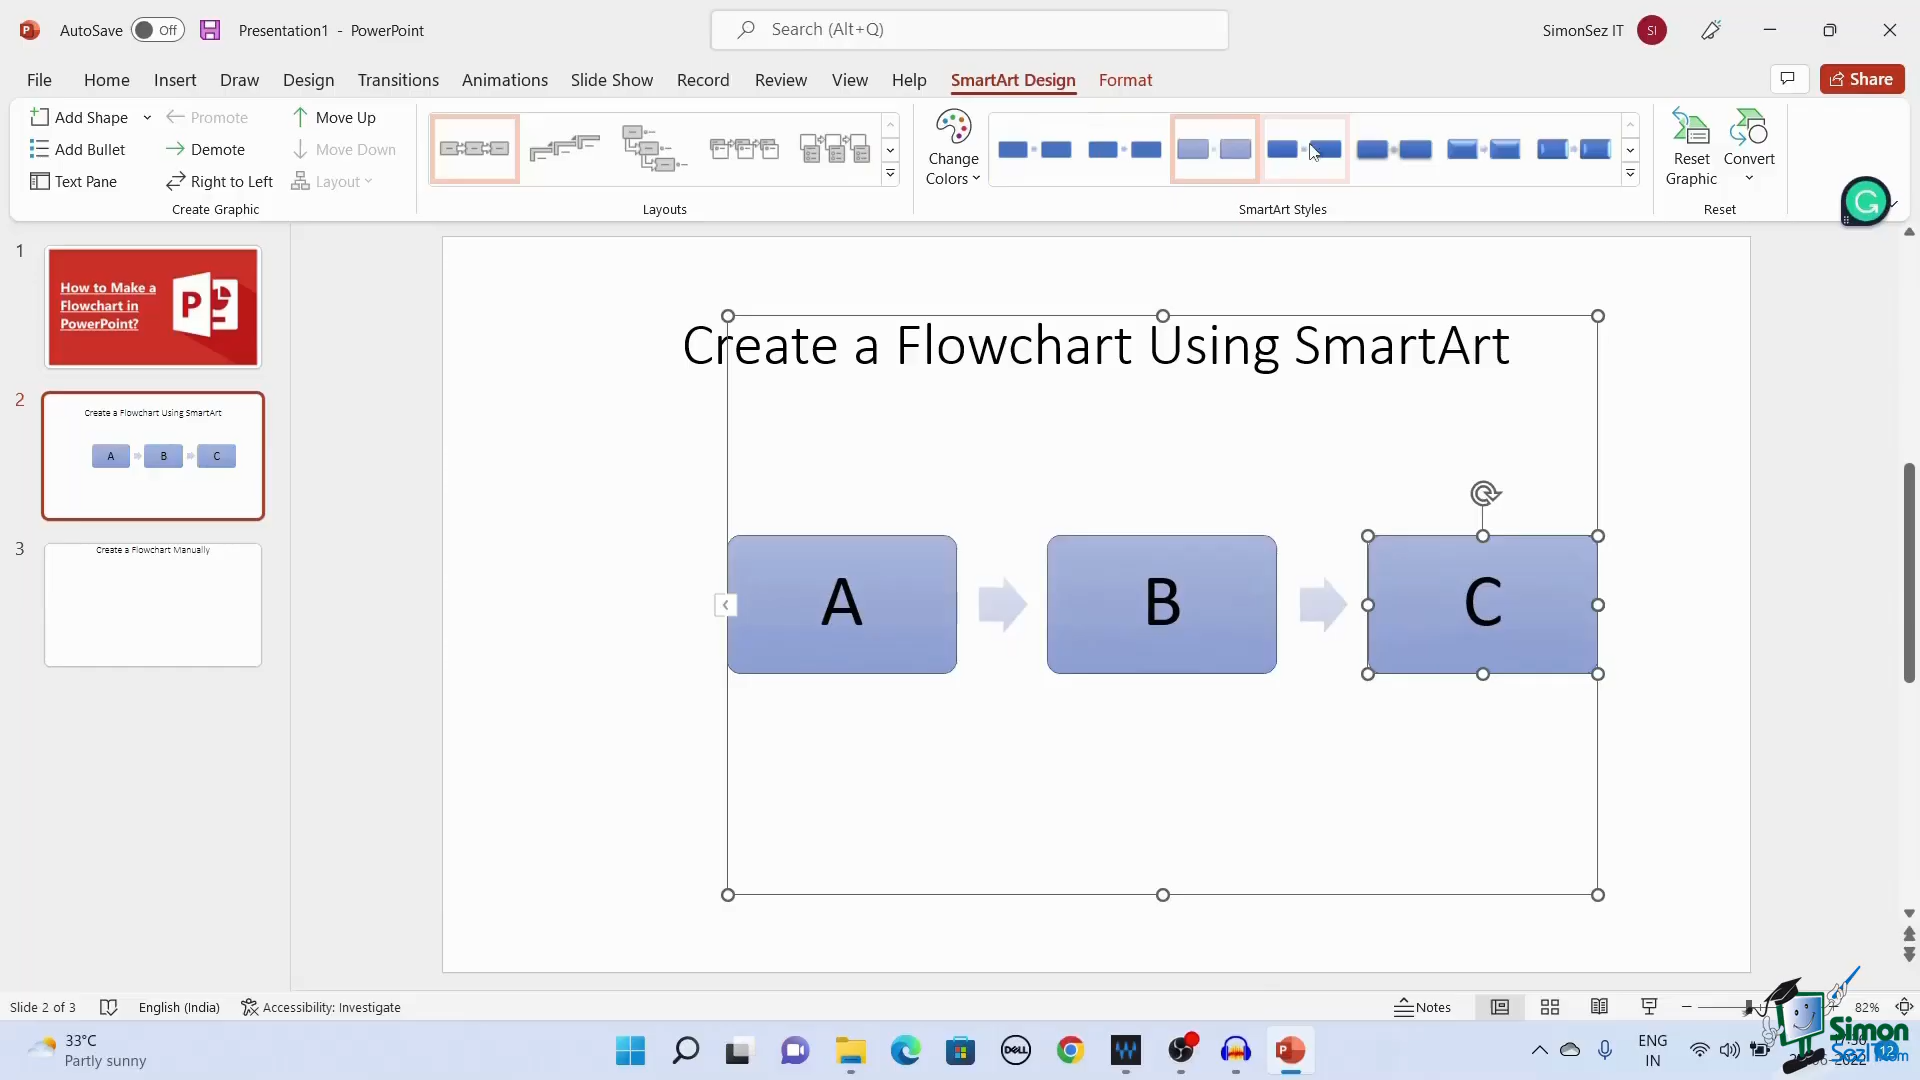 AutoSave Off Presentation1 - PowerPoint Search (Alt+Q) SimonSez IT SI
File Home Insert Draw Design Transitions Animations Slide Show Record Review View Help SmartArt Design Format Share
Add Shape Promote Move Up
Add Bullet Demote Move Down
Text Pane Right to Left Layout
Create Graphic
Layouts
Change
Colors
SmartArt Styles
Reset
Graphic
Convert
Reset
1
How to Make a
Flowchart in
PowerPoint?
P
2
Create a Flowchart Using SmartArt
A B C
3
Create a Flowchart Manually
Create a Flowchart Using SmartArt
A B C
Slide 2 of 3 English (India) Accessibility: Investigate Notes 82%
33°C
Partly sunny
DELL
ENG
IN
Simon